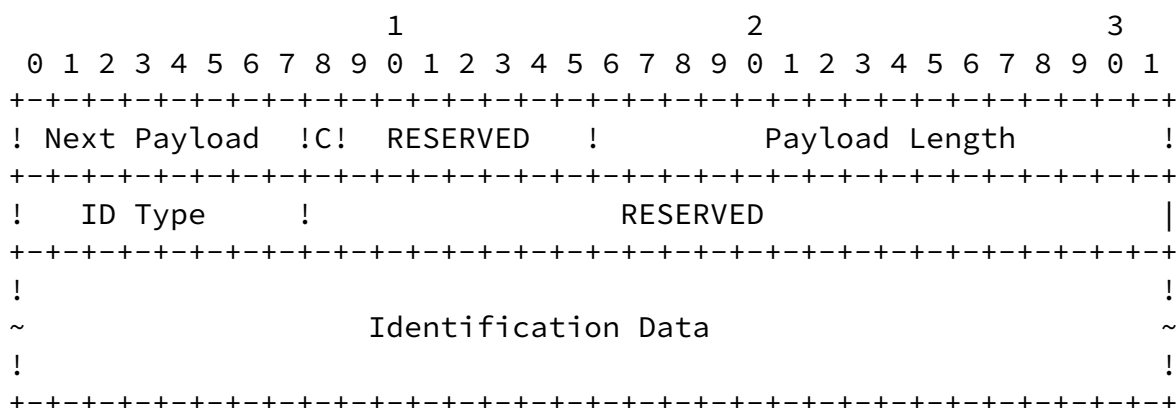 1                   2                   3
 0 1 2 3 4 5 6 7 8 9 0 1 2 3 4 5 6 7 8 9 0 1 2 3 4 5 6 7 8 9 0 1
+-+-+-+-+-+-+-+-+-+-+-+-+-+-+-+-+-+-+-+-+-+-+-+-+-+-+-+-+-+-+-+-+
! Next Payload  !C!  RESERVED   !         Payload Length        !
+-+-+-+-+-+-+-+-+-+-+-+-+-+-+-+-+-+-+-+-+-+-+-+-+-+-+-+-+-+-+-+-+
!   ID Type     !                 RESERVED                      |
+-+-+-+-+-+-+-+-+-+-+-+-+-+-+-+-+-+-+-+-+-+-+-+-+-+-+-+-+-+-+-+-+
!                                                               !
~                   Identification Data                         ~
!                                                               !
+-+-+-+-+-+-+-+-+-+-+-+-+-+-+-+-+-+-+-+-+-+-+-+-+-+-+-+-+-+-+-+-+